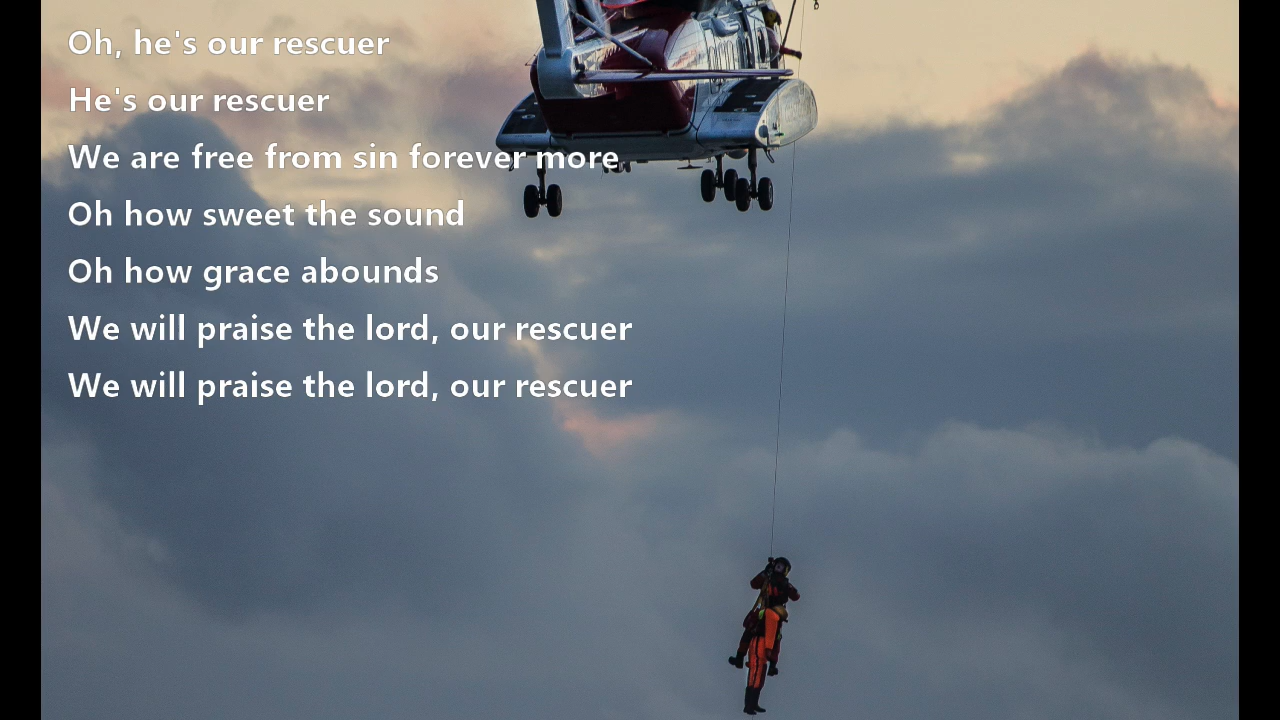 Oh, he's our rescuer
He's our rescuer
We are free from sin forever more
Oh how sweet the sound
Oh how grace abounds
We will praise the lord, our rescuer
We will praise the lord, our rescuer